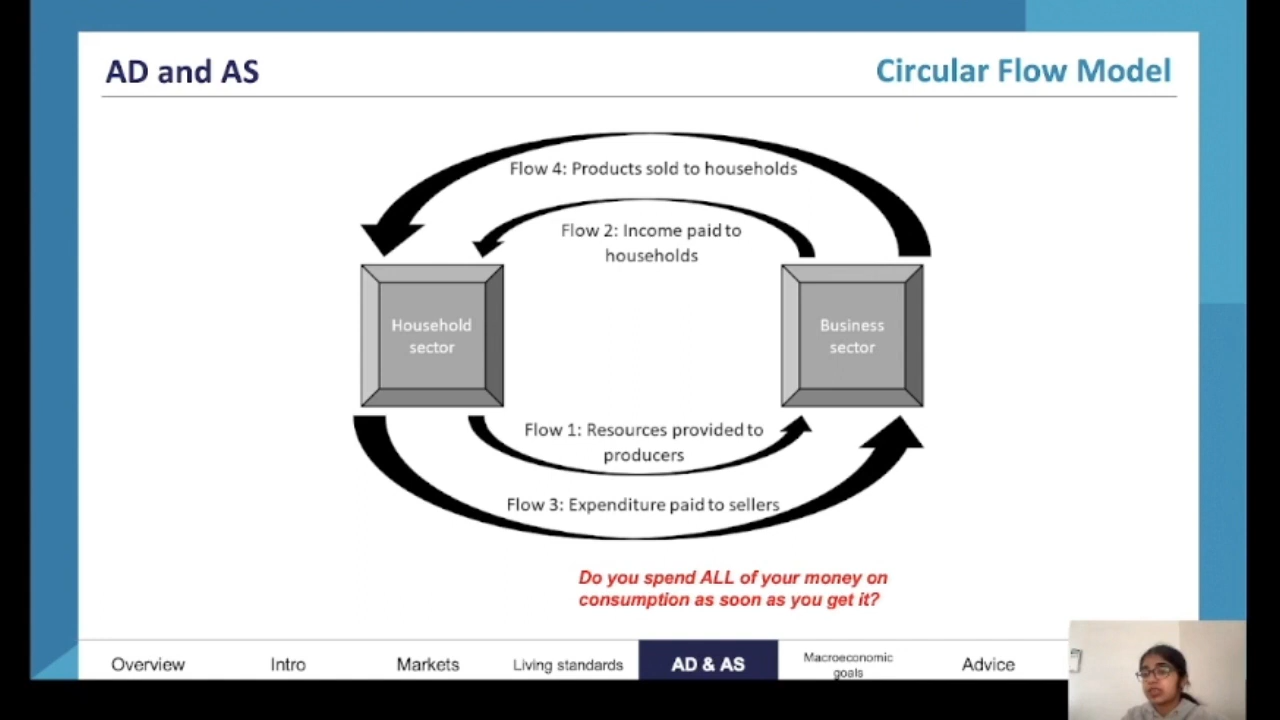 AD and AS
Circular Flow Model
Flow 4: Products sold to households
Flow 2: Income paid to
households
Household
sector
Business
sector
Flow 1: Resources provided to
producers
Flow 3: Expenditure paid to sellers
Do you spend ALL of your money on
consumption as soon as you get it?
Overview
Intro
Markets
Living standards
AD & AS
Macroeconomic
goals
Advice